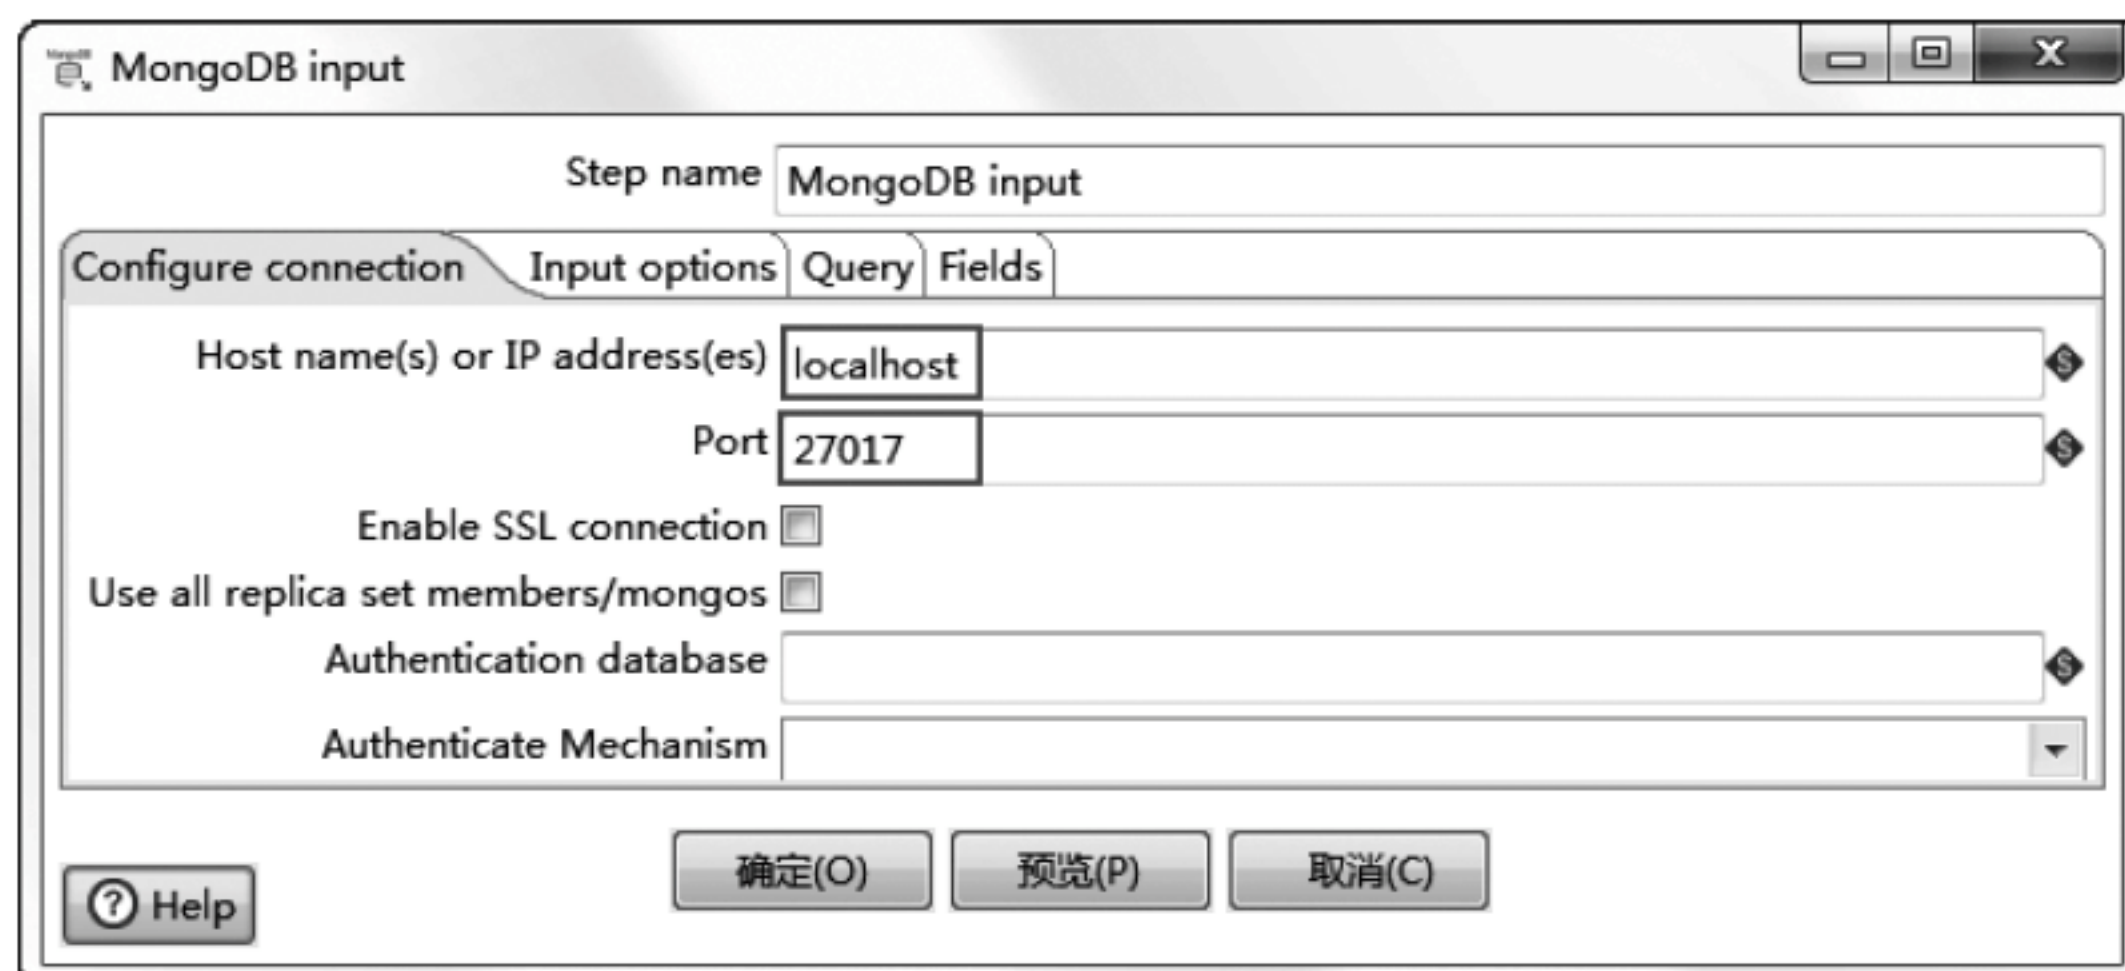 MongoDB input
Step name MongoDB input
Configure connection Input options Query Fields
Host name(s) or IP address(es) localhost
Port 27017
Enable SSL connection
Use all replica set members/mongos
Authentication database
Authenticate Mechanism
确定(O) 预览(P) 取消(C)
Help